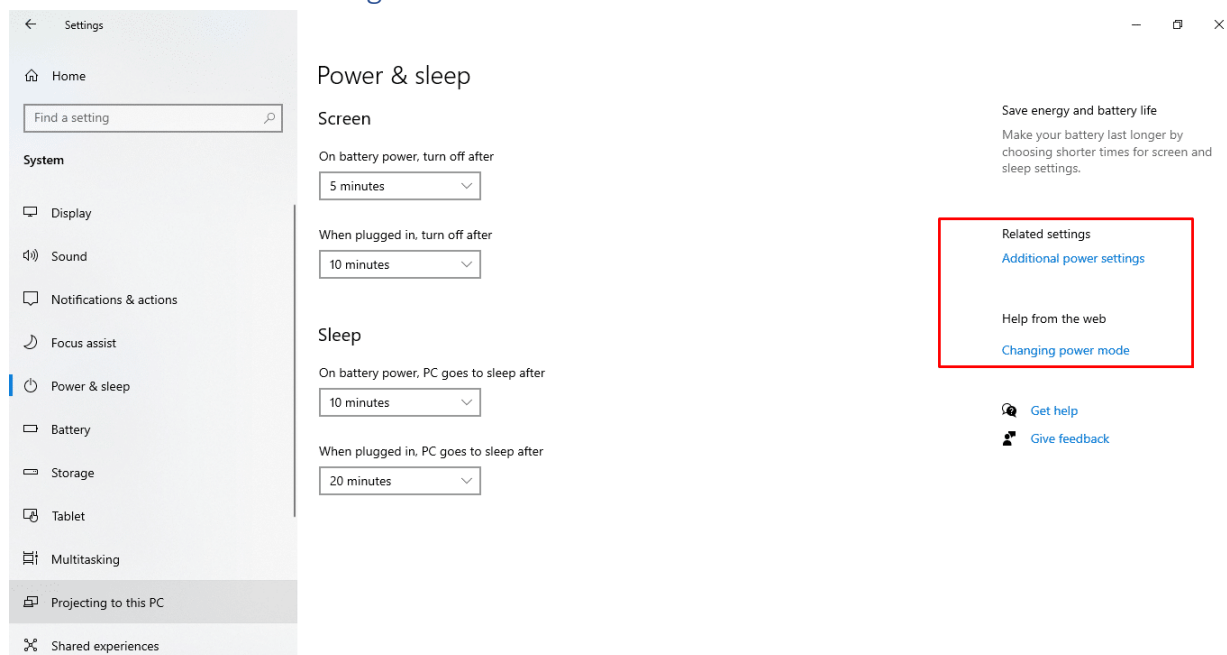 Settings
Home
Find a setting
System
Display
Sound
Notifications & actions
Focus assist
Power & sleep
Battery
Storage
Tablet
Multitasking
Projecting to this PC
Shared experiences
Power & sleep
Screen
On battery power, turn off after
5 minutes
When plugged in, turn off after
10 minutes
Sleep
On battery power, PC goes to sleep after
10 minutes
When plugged in, PC goes to sleep after
20 minutes
Save energy and battery life
Make your battery last longer by
choosing shorter times for screen and
sleep settings.
Related settings
Additional power settings
Help from the web
Changing power mode
Get help
Give feedback